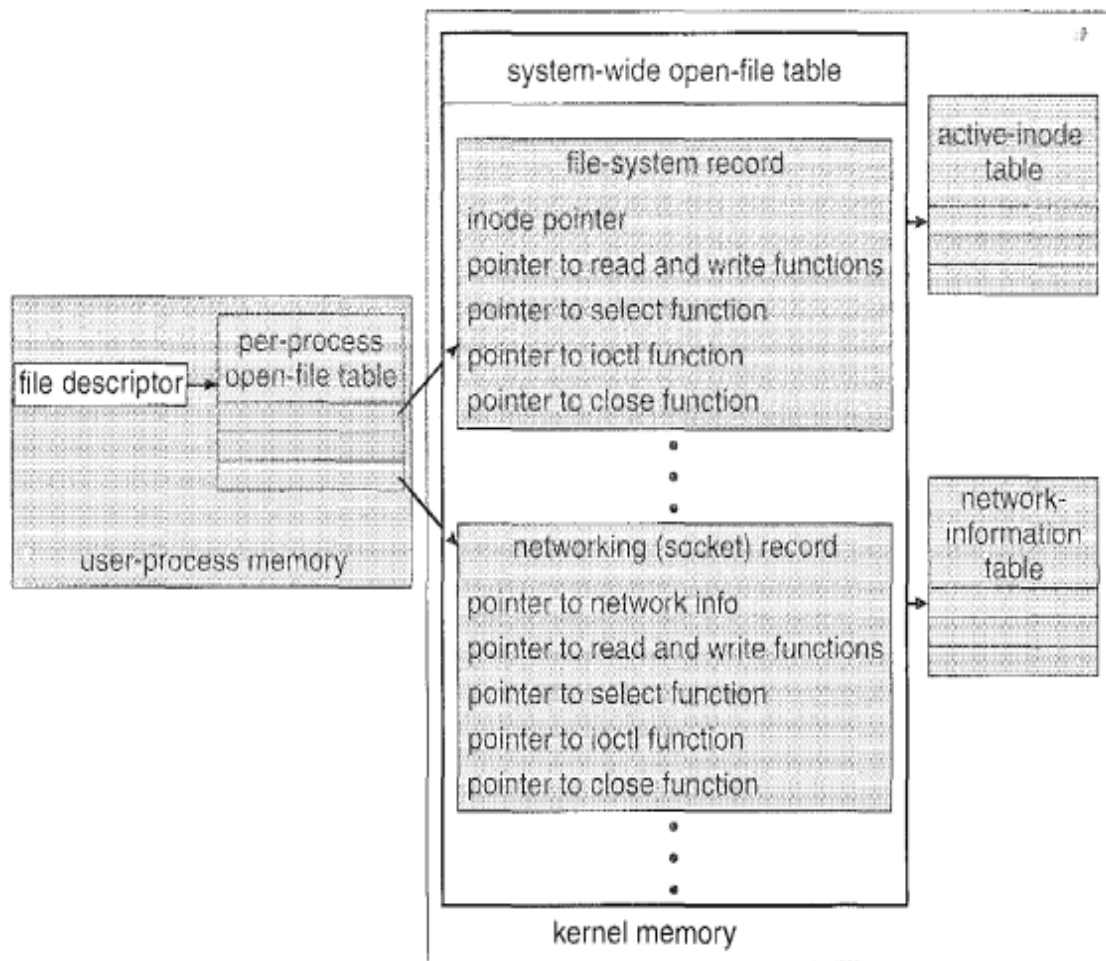 system-wide open-file table
file-system record
inode pointer
pointer to read and write functions
pointer to select function
pointer to ioctl function
pointer to close function
active-inode
table
per-process
open-file table
file descriptor
user-process memory
networking (socket) record
pointer to network info
pointer to read and write functions
pointer to select function
pointer to ioctl function
pointer to close function
network-
information
table
kernel memory